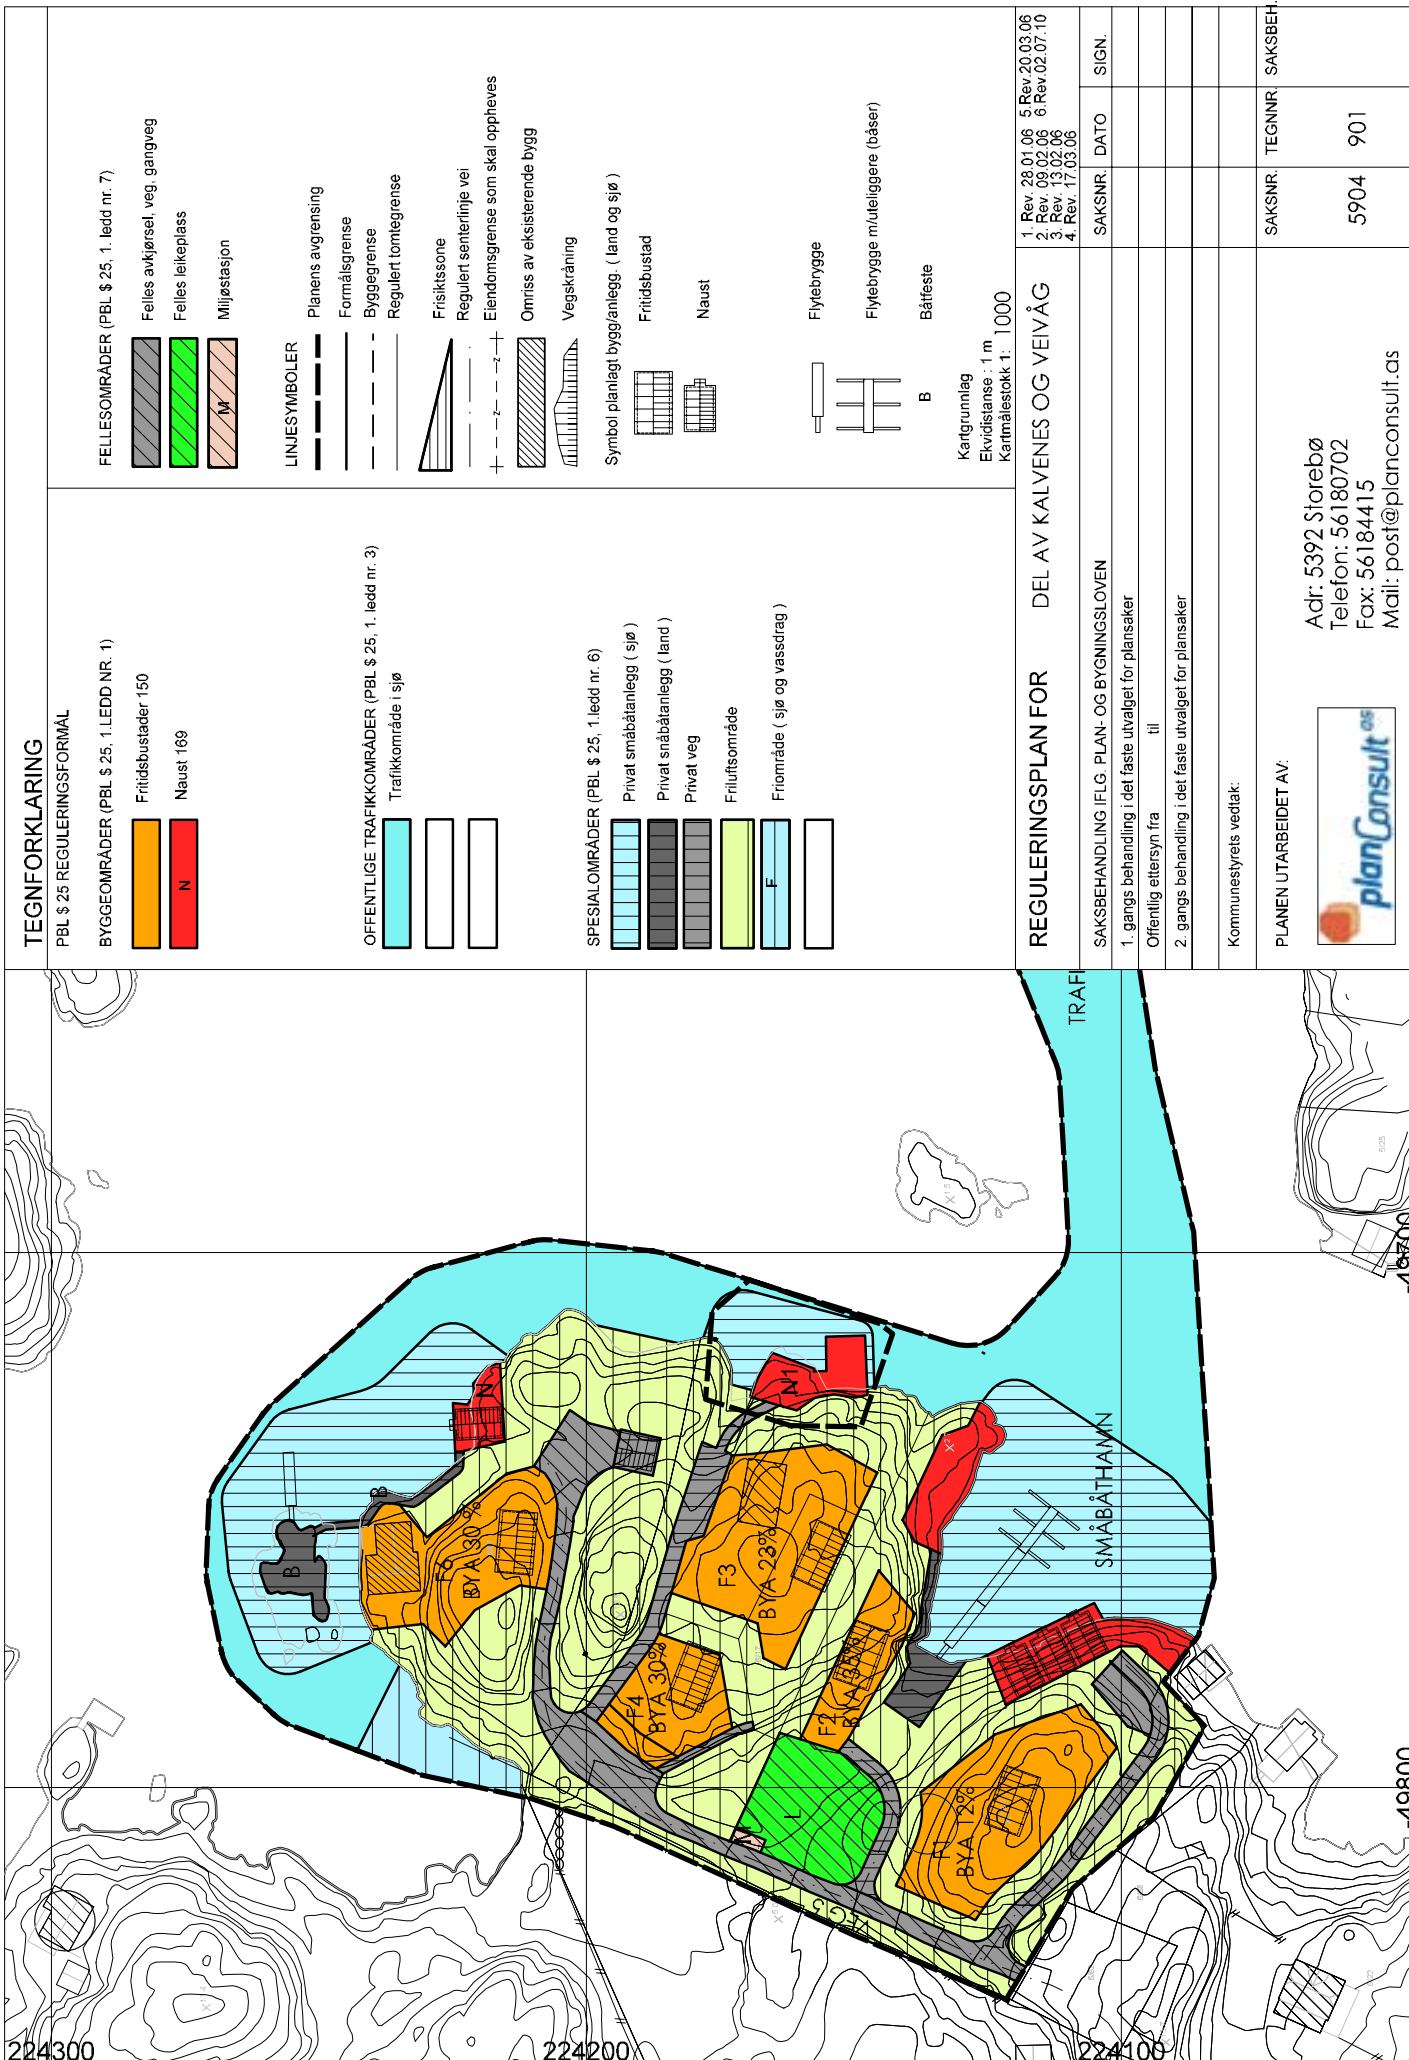 TEGNFORKLARING
PBL $ 25 REGULERINGSFORMÅL
BYGGEOMRÅDER (PBL $ 25, 1.LEDD NR. 1)
Fritidsbustader 150
N
Naust 169
OFFENTLIGE TRAFIKKOMRÅDER (PBL $ 25, 1. ledd nr. 3)
Trafikkområde i sjø
SPESIALOMRÅDER (PBL $ 25, 1.ledd nr. 6)
Privat småbåtanlegg ( sjø )
Privat snåbåtanlegg ( land )
Privat veg
Friluftsområde
F
Friområde ( sjø og vassdrag )
FELLESOMRÅDER (PBL $ 25, 1. ledd nr. 7)
Felles avkjørsel, veg, gangveg
Felles leikeplass
M
Miljøstasjon
LINJESYMBOLER
Planens avgrensing
Formålsgrense
Byggegrense
Regulert tomtegrense
Frisiktssone
Regulert senterlinje vei
Eiendomsgrense som skal oppheves
Omriss av eksisterende bygg
Vegskråning
Symbol planlagt bygg/anlegg. ( land og sjø )
Fritidsbustad
Naust
Flytebrygge
Flytebrygge m/uteliggere (båser)
B
Båtfeste
Kartgrunnlag
Ekvidistanse : 1 m
Kartmålestokk 1: 1000
REGULERINGSPLAN FOR DEL AV KALVENES OG VEIVÅG
1. Rev. 28.01.06 5.Rev.20.03.06
2. Rev. 09.02.06 6.Rev.02.07.10
3. Rev. 13.02.06
4. Rev. 17.03.06
SAKSBEHANDLING IFLG. PLAN- OG BYGNINGSLOVEN
SAKSNR. DATO SIGN.
1. gangs behandling i det faste utvalget for plansaker
Offentlig ettersyn fra til
2. gangs behandling i det faste utvalget for plansaker
Kommunestyrets vedtak:
PLANEN UTARBEIDET AV:
SAKSNR. TEGNNR. SAKSBEH.
5904 901
planConsult as
Adr: 5392 Storebø
Telefon: 56180702
Fax: 56184415
Mail: post@planconsult.as
224300
224200
224100
-49700
-49800
TRAFI
SMÅBÅTHAMN
B
B
N
N1
F6
BYA 30 %
F3
BYA 23%
F4
BYA 30%
F2
BYA 35%
F1
BYA 12%
L
M